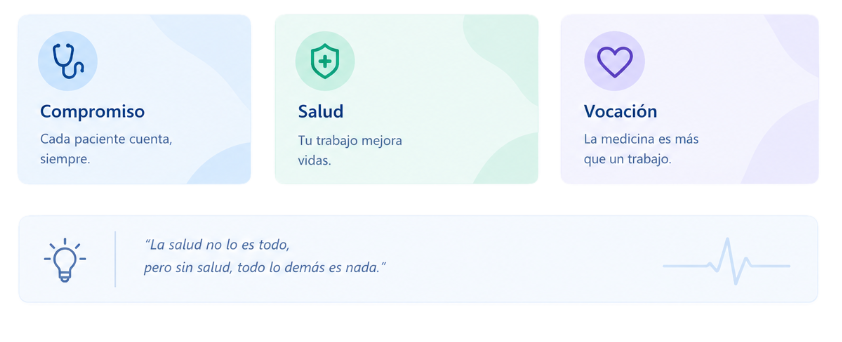 Compromiso
Cada paciente cuenta,
siempre.
Salud
Tu trabajo mejora
vidas.
Vocación
La medicina es más
que un trabajo.
“La salud no lo es todo,
pero sin salud, todo lo demás es nada.”